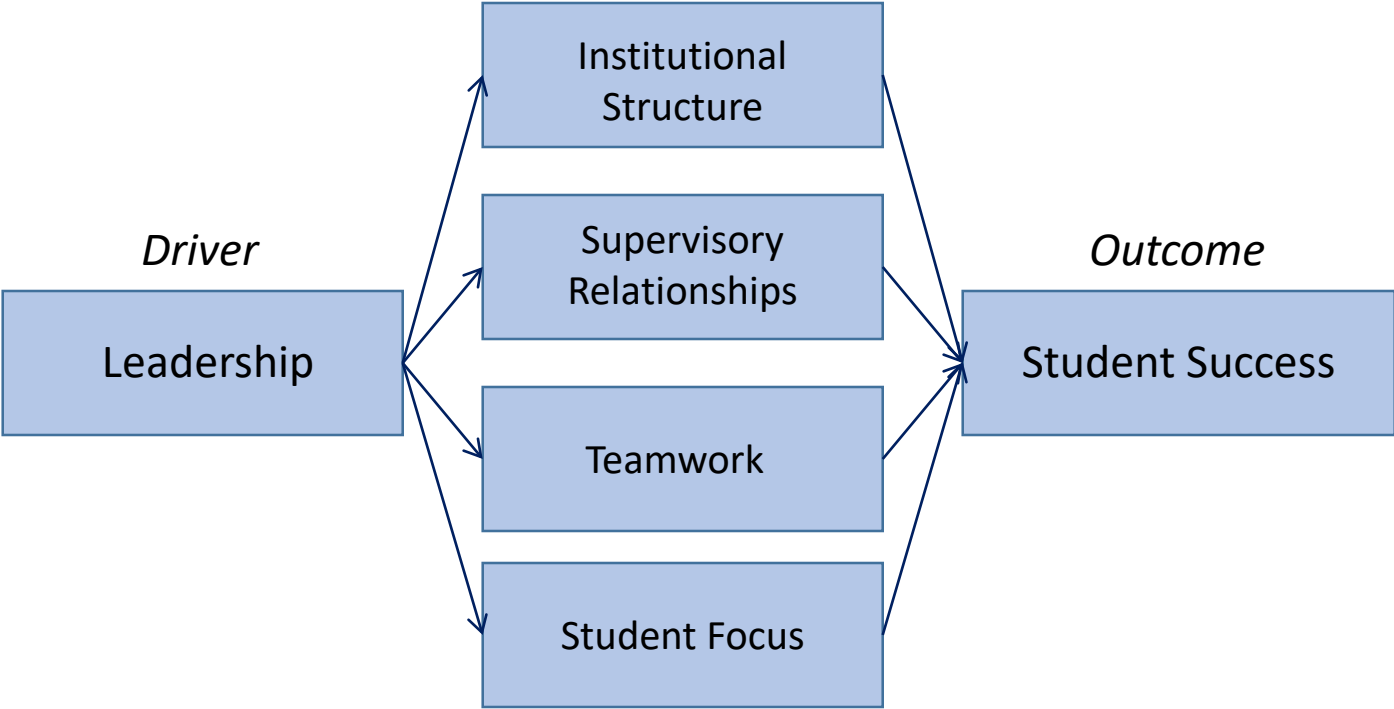 Driver
Leadership
Institutional
Structure
Supervisory
Relationships
Teamwork
Student Focus
Outcome
Student Success